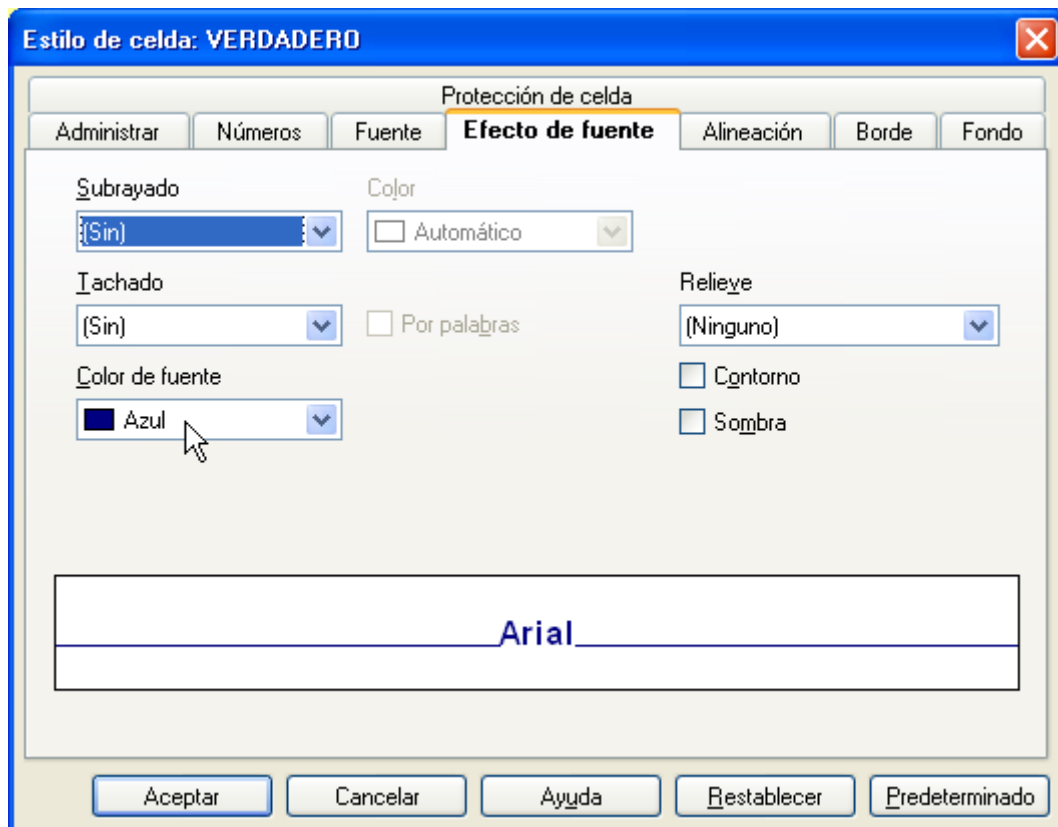 Estilo de celda: VERDADERO
Protección de celda
Administrar Números Fuente Efecto de fuente Alineación Borde Fondo
Subrayado Color
(Sin) Automático
Tachado Relieve
(Sin) Por palabras (Ninguno)
Color de fuente Contorno
Azul Sombra
Arial
Aceptar Cancelar Ayuda Restablecer Predeterminado